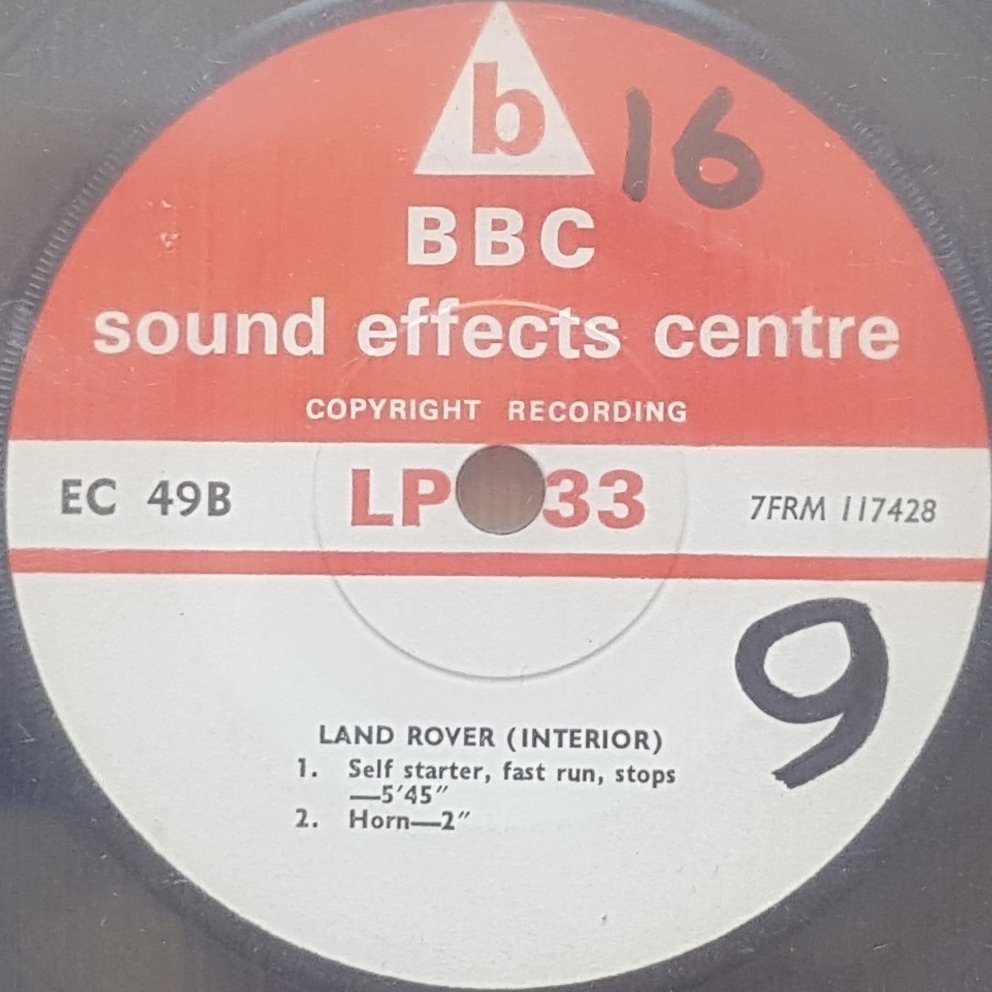 b
16
BBC
sound effects centre
COPYRIGHT RECORDING
EC 49B
LP 33
7FRM 117428
9
LAND ROVER (INTERIOR)
1. Self starter, fast run, stops
—5′45″
2. Horn—2″